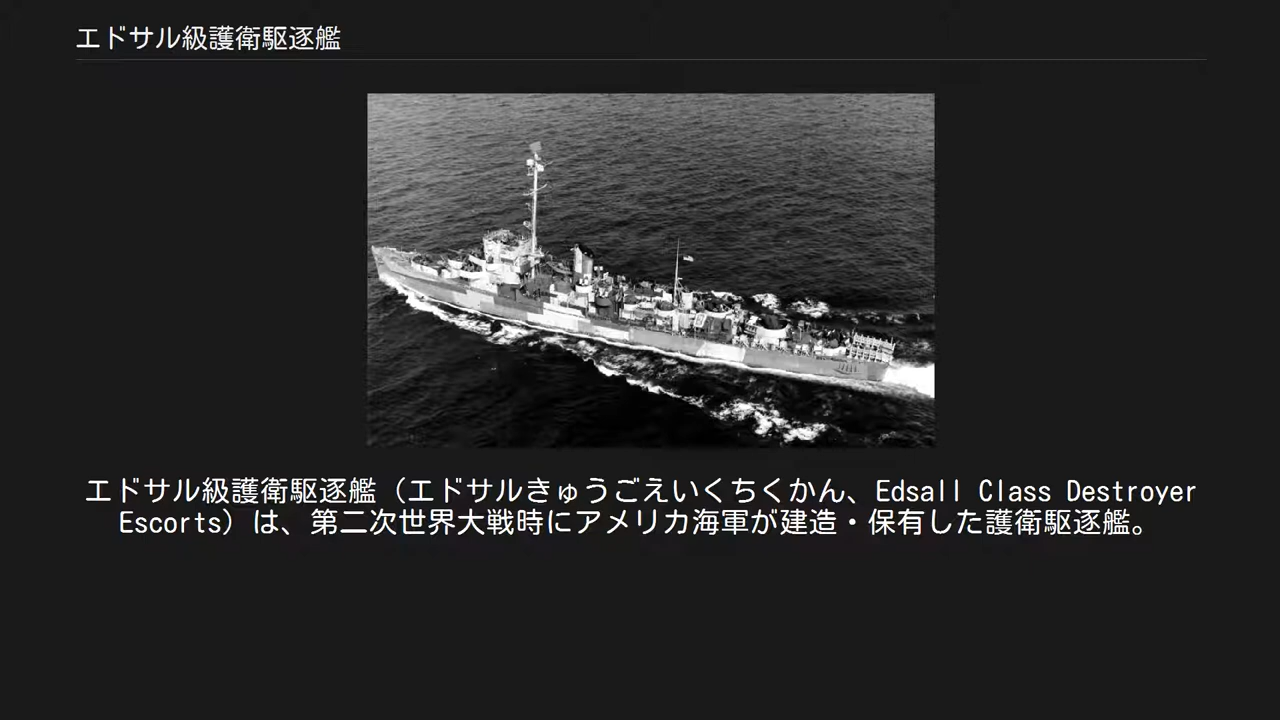 エドサル級護衛駆逐艦
エドサル級護衛駆逐艦（エドサルきゅうごえいくちくかん、Edsall Class Destroyer
Escorts）は、第二次世界大戦時にアメリカ海軍が建造・保有した護衛駆逐艦。